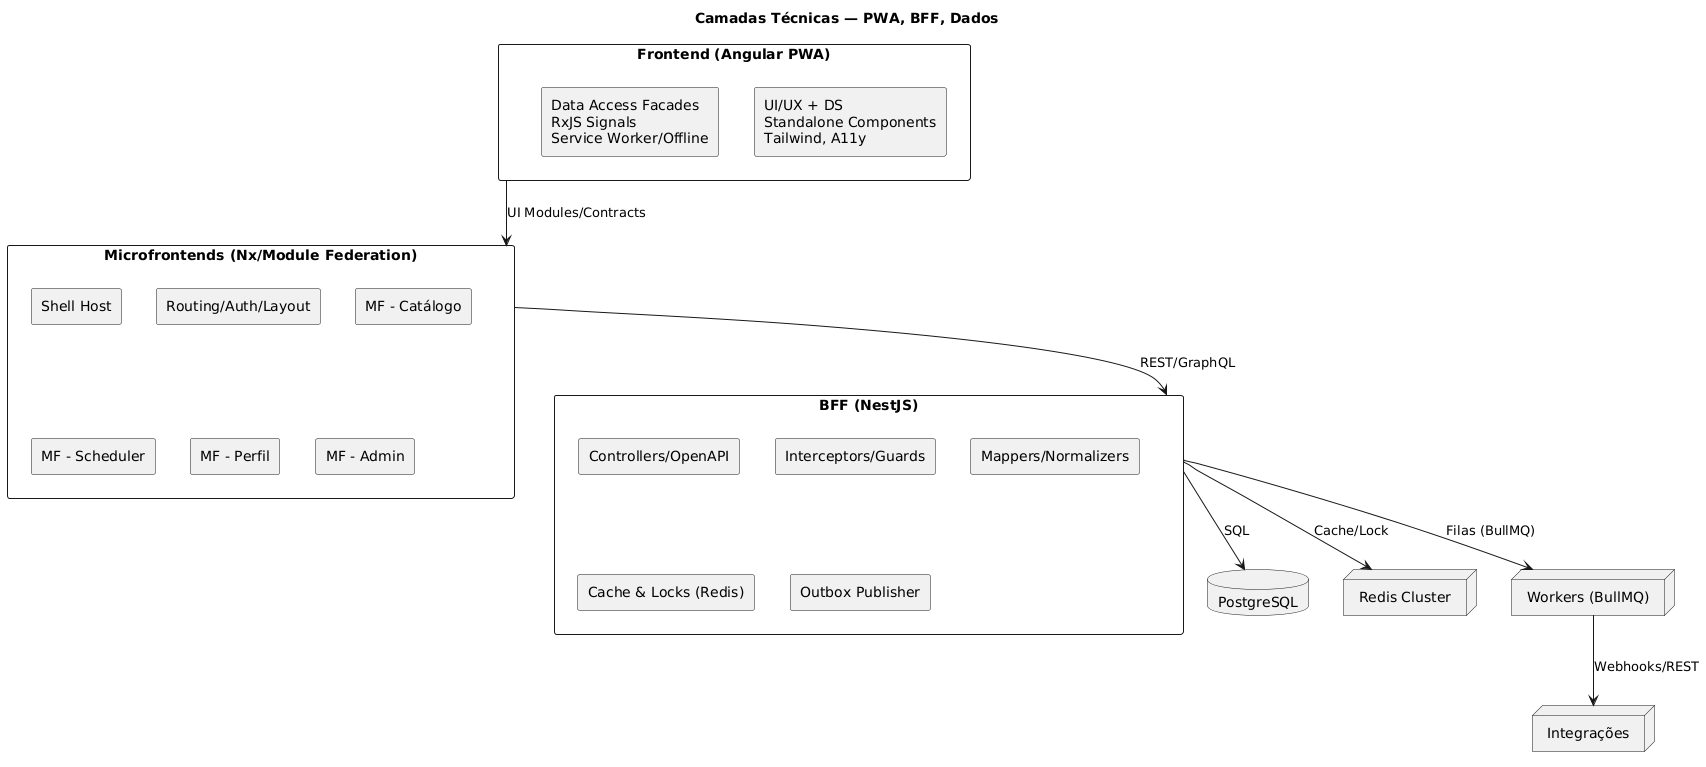 Camadas Técnicas — PWA, BFF, Dados
Frontend (Angular PWA)
Data Access Facades
RxJS Signals
Service Worker/Offline
UI/UX + DS
Standalone Components
Tailwind, A11y
UI Modules/Contracts
Microfrontends (Nx/Module Federation)
Shell Host
Routing/Auth/Layout
MF - Catálogo
MF - Scheduler
MF - Perfil
MF - Admin
REST/GraphQL
BFF (NestJS)
Controllers/OpenAPI
Interceptors/Guards
Mappers/Normalizers
Cache & Locks (Redis)
Outbox Publisher
SQL
Cache/Lock
Filas (BullMQ)
PostgreSQL
Redis Cluster
Workers (BullMQ)
Webhooks/REST
Integrações